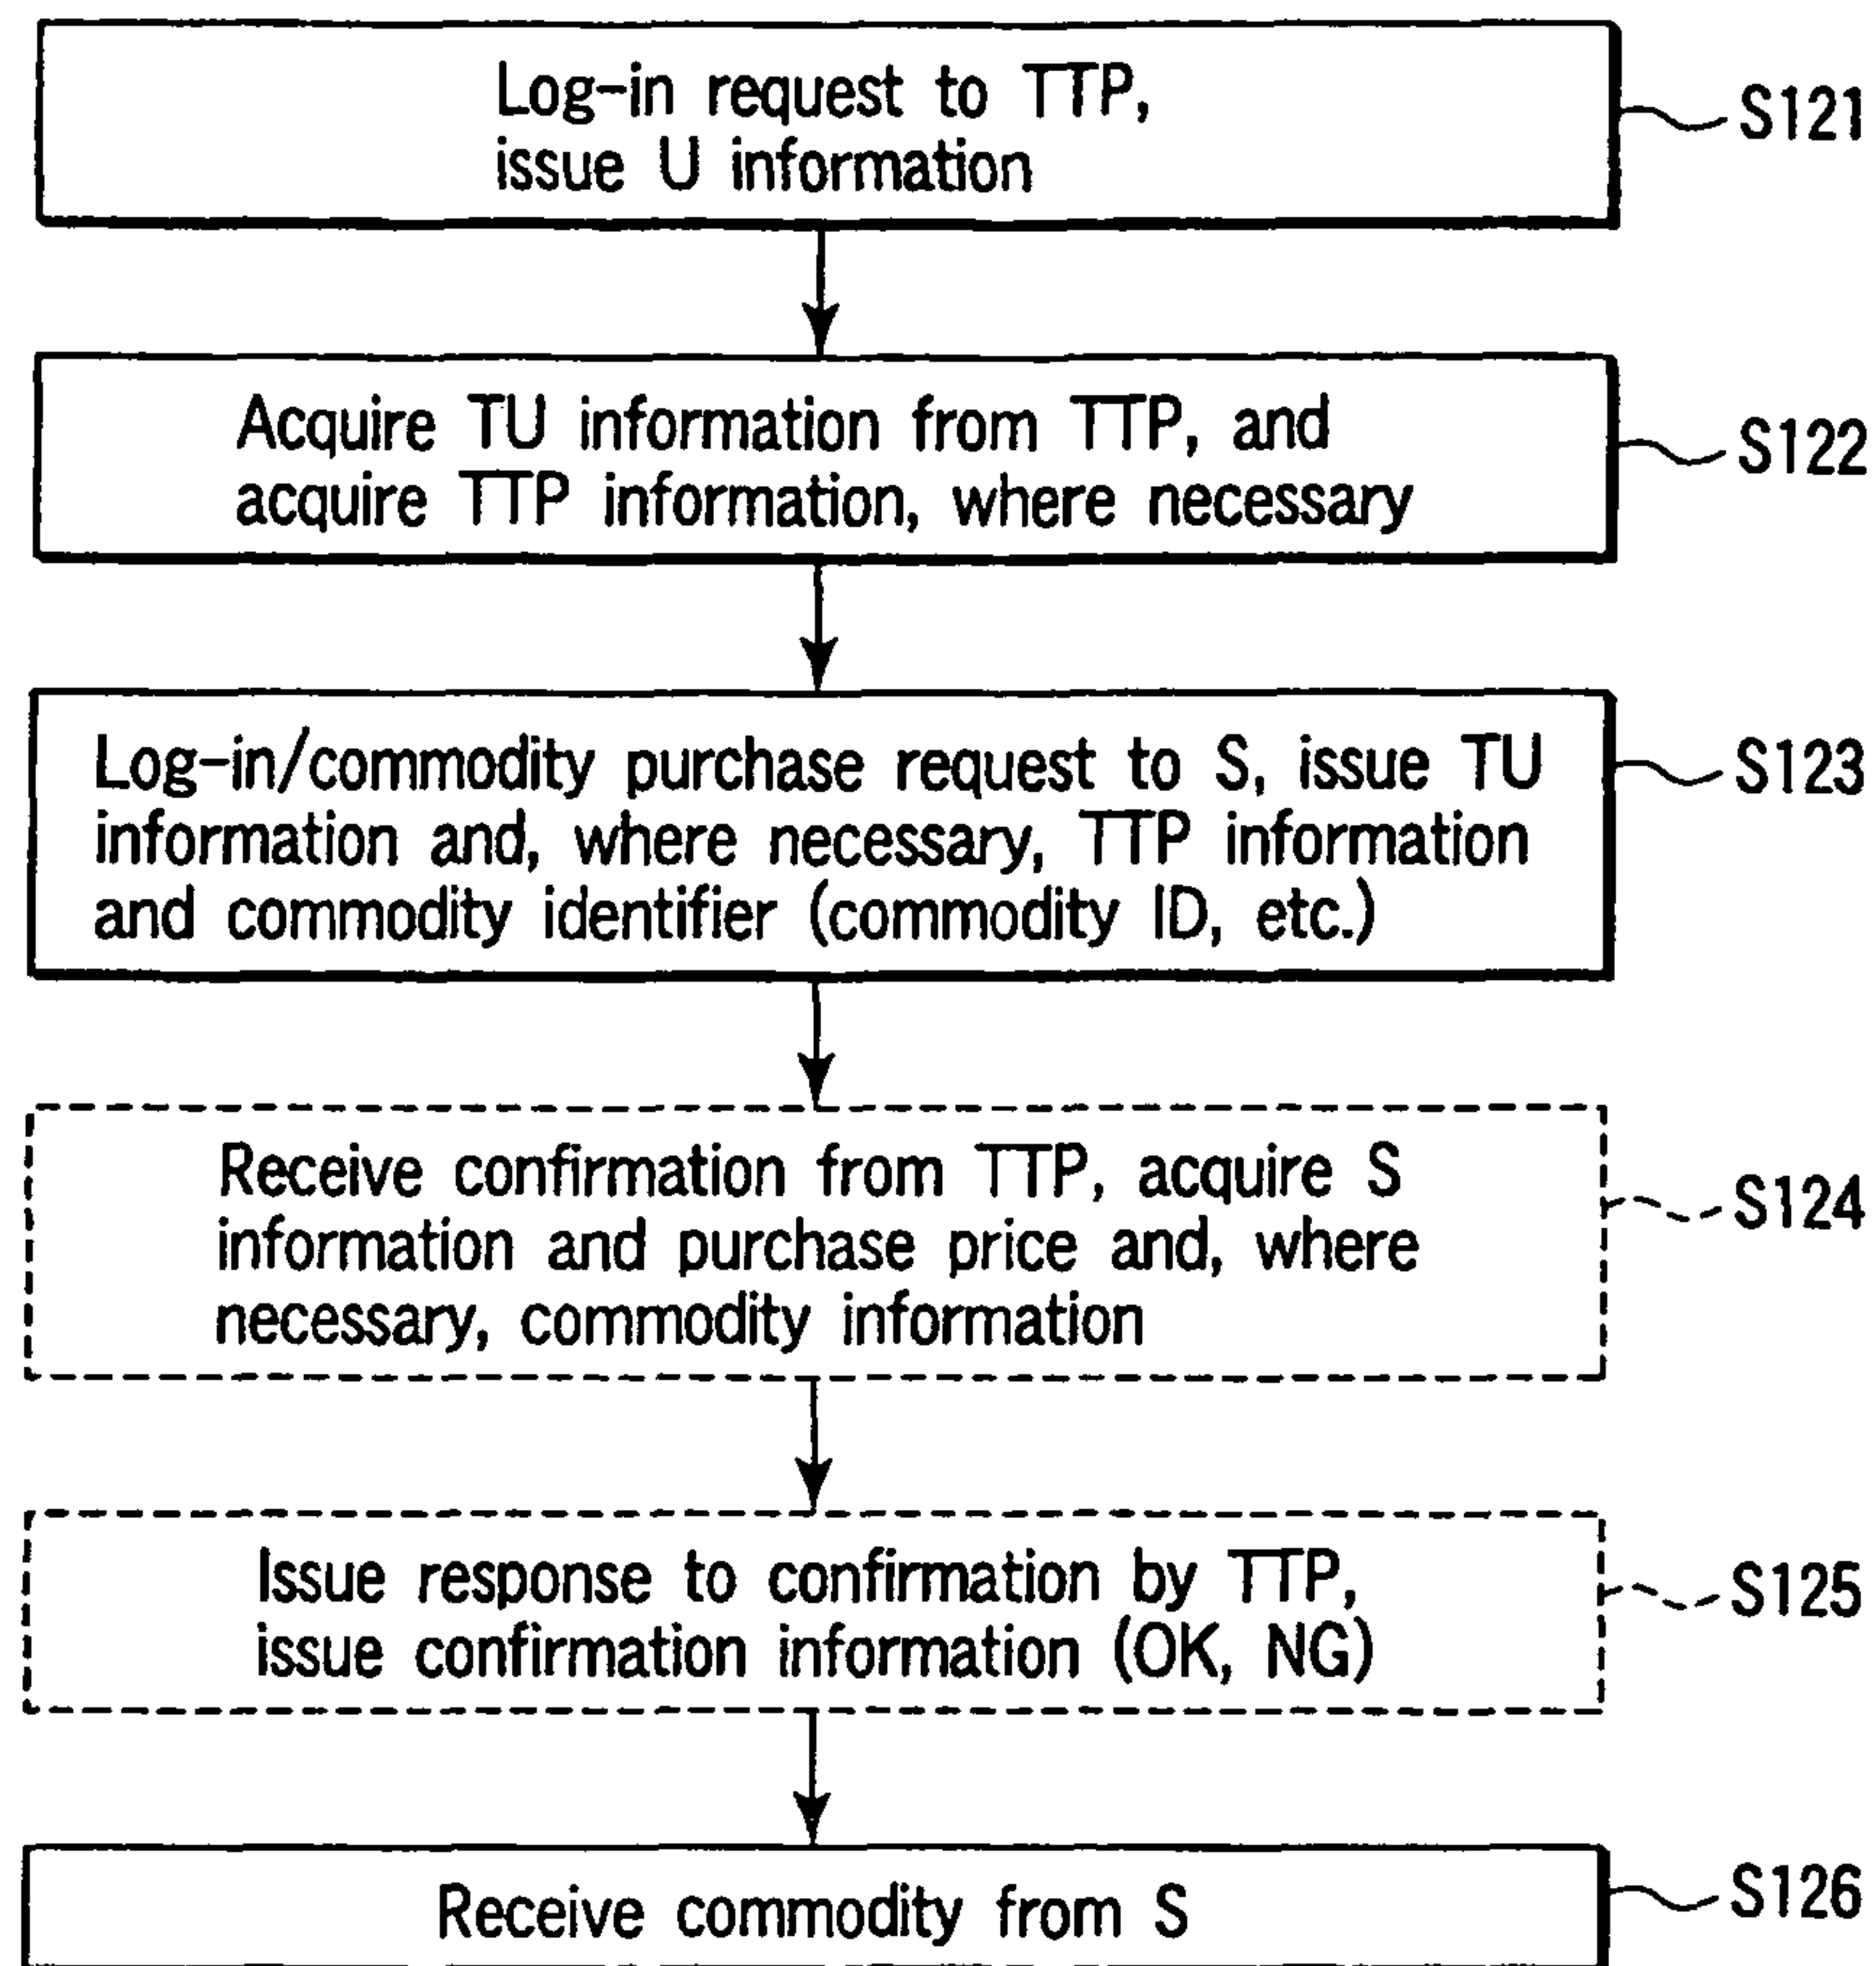 Log-in request to TTP,
issue U information
S121
Acquire TU information from TTP, and
acquire TTP information, where necessary
S122
Log-in/commodity purchase request to S, issue TU
information and, where necessary, TTP information
and commodity identifier (commodity ID, etc.)
S123
Receive confirmation from TTP, acquire S
information and purchase price and, where
necessary, commodity information
S124
Issue response to confirmation by TTP,
issue confirmation information (OK, NG)
S125
Receive commodity from S
S126